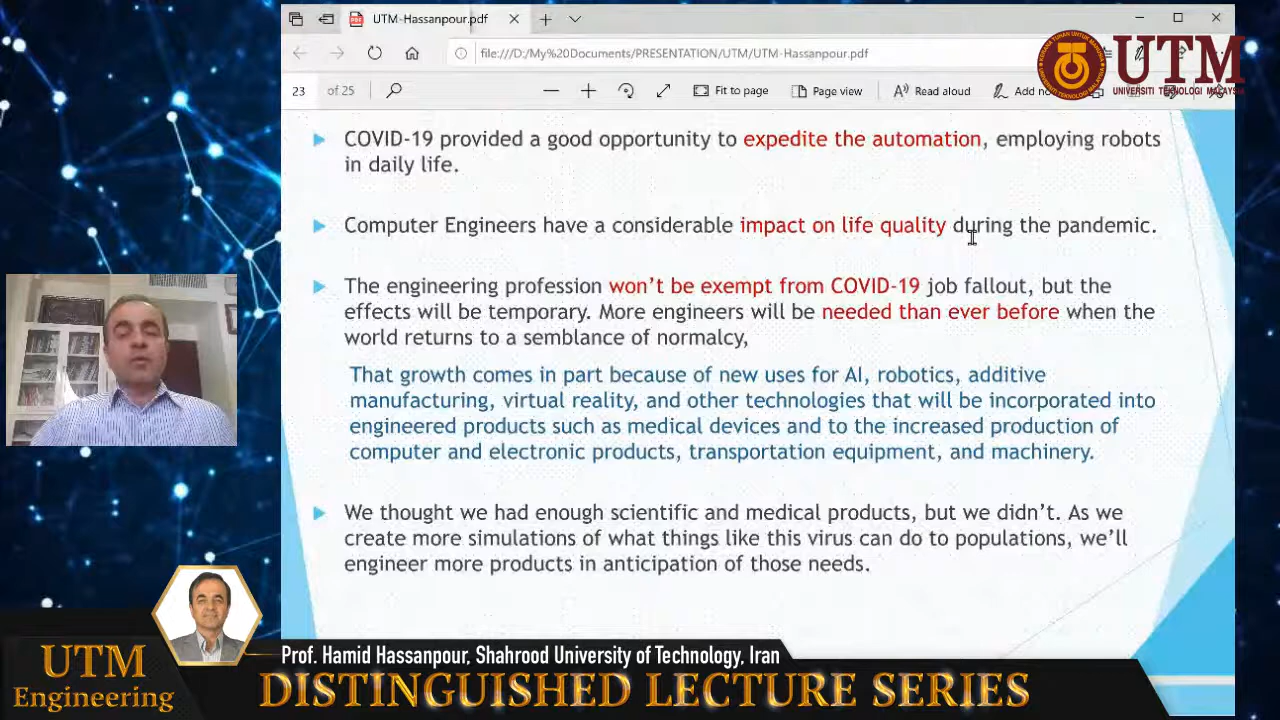 UTM-Hassanpour.pdf
file:///D:/My%20Documents/PRESENTATION/UTM/UTM-Hassanpour.pdf
UTM
UNIVERSITI TEKNOLOGI MALAYSIA
23 of 25
Fit to page
Page view
Read aloud
COVID-19 provided a good opportunity to expedite the automation, employing robots
in daily life.
Computer Engineers have a considerable impact on life quality during the pandemic.
The engineering profession won't be exempt from COVID-19 job fallout, but the
effects will be temporary. More engineers will be needed than ever before when the
world returns to a semblance of normalcy,
That growth comes in part because of new uses for AI, robotics, additive
manufacturing, virtual reality, and other technologies that will be incorporated into
engineered products such as medical devices and to the increased production of
computer and electronic products, transportation equipment, and machinery.
We thought we had enough scientific and medical products, but we didn't. As we
create more simulations of what things like this virus can do to populations, we'll
engineer more products in anticipation of those needs.
UTM
Engineering
Prof. Hamid Hassanpour, Shahrood University of Technology, Iran
DISTINGUISHED LECTURE SERIES